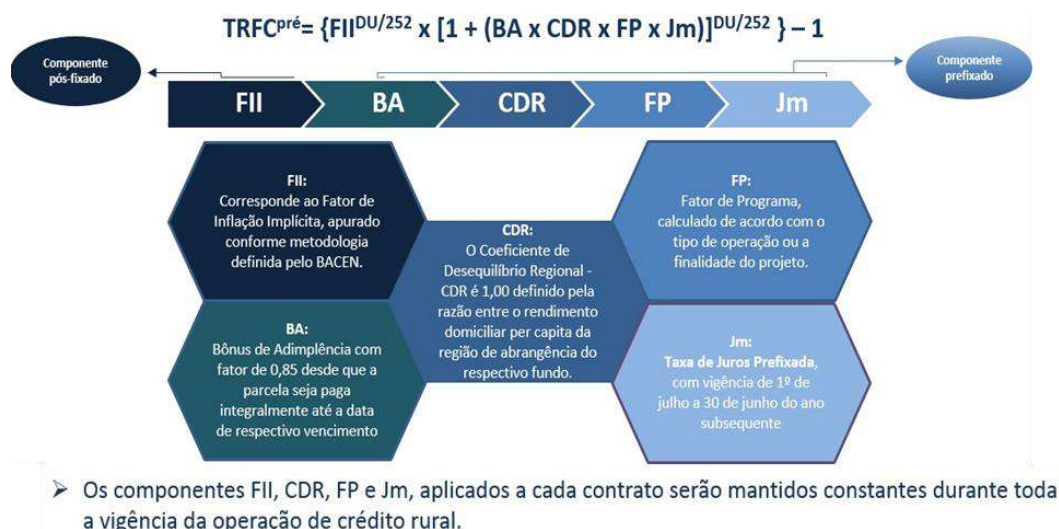 TRFCpré= {FIIDU/252 x [1 + (BA x CDR x FP x Jm)]DU/252 } – 1
Componente
pós-fixado
Componente
prefixado
FII
BA
CDR
FP
Jm
FII:
Corresponde ao Fator de
Inflação Implícita, apurado
conforme metodologia
definida pelo BACEN.
BA:
Bônus de Adimplência com
fator de 0,85 desde que a
parcela seja paga
integralmente até a data
de respectivo vencimento
CDR:
O Coeficiente de
Desequilíbrio Regional -
CDR é 1,00 definido pela
razão entre o rendimento
domiciliar per capita da
região de abrangência do
respectivo fundo.
FP:
Fator de Programa,
calculado de acordo com o
tipo de operação ou a
finalidade do projeto.
Jm:
Taxa de Juros Prefixada,
com vigência de 1º de
julho a 30 de junho do ano
subsequente
➢ Os componentes FII, CDR, FP e Jm, aplicados a cada contrato serão mantidos constantes durante toda
a vigência da operação de crédito rural.